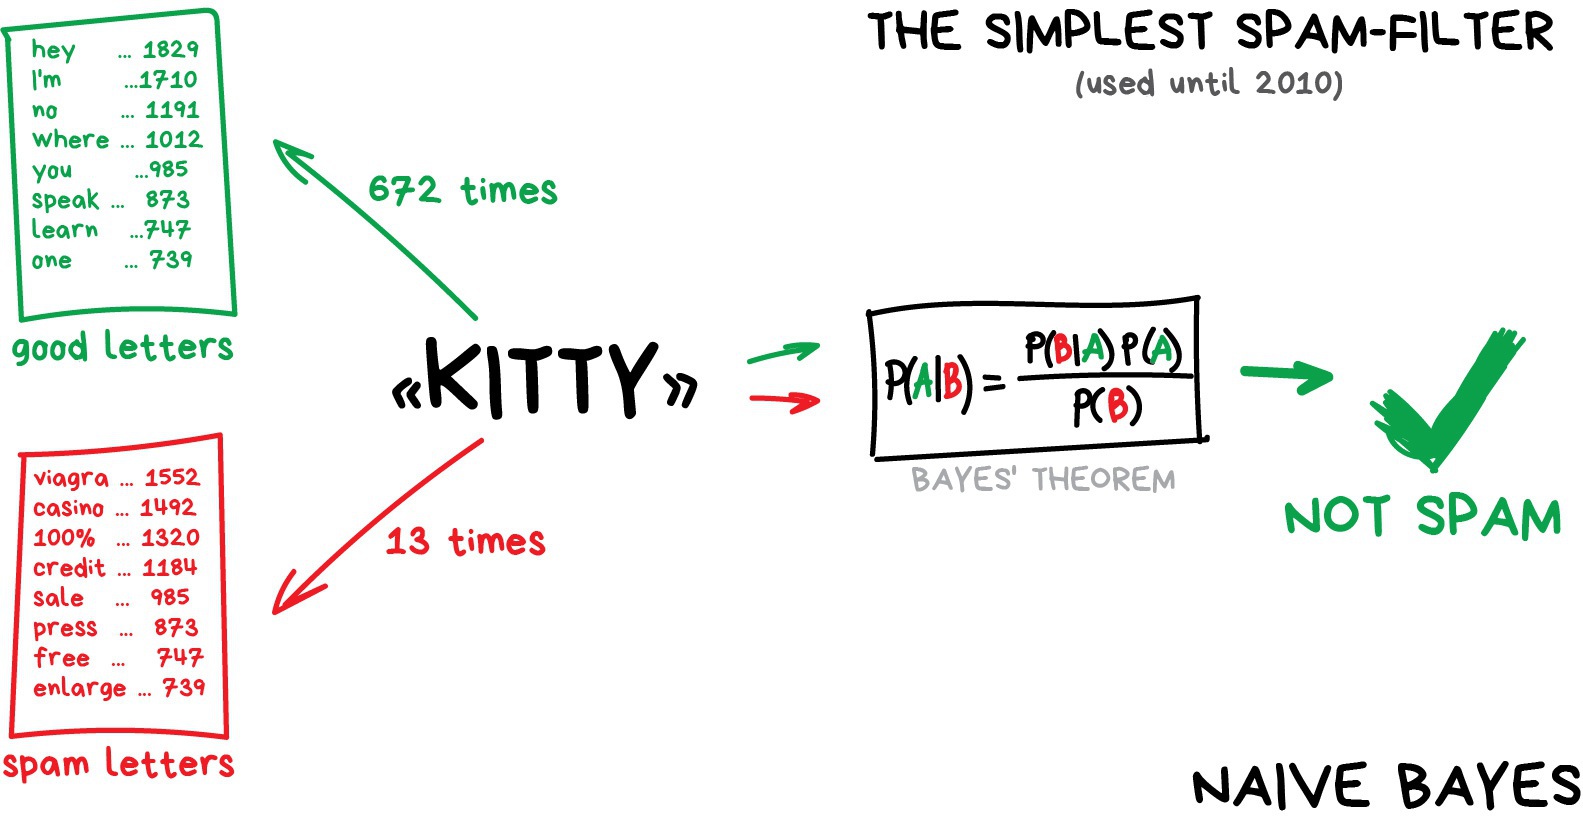 THE SIMPLEST SPAM-FILTER
(used until 2010)
hey ... 1829
I'm ...1710
no ... 1191
where ... 1012
you ...985
speak ... 873
learn ...747
one ... 739
good letters
672 times
«KITTY»
13 times
viagra ... 1552
casino ... 1492
100% ... 1320
credit ... 1184
sale ... 985
press ... 873
free ... 747
enlarge ... 739
spam letters
P(A|B) = P(B|A) P(A)
P(B)
BAYES' THEOREM
NOT SPAM
NAIVE BAYES